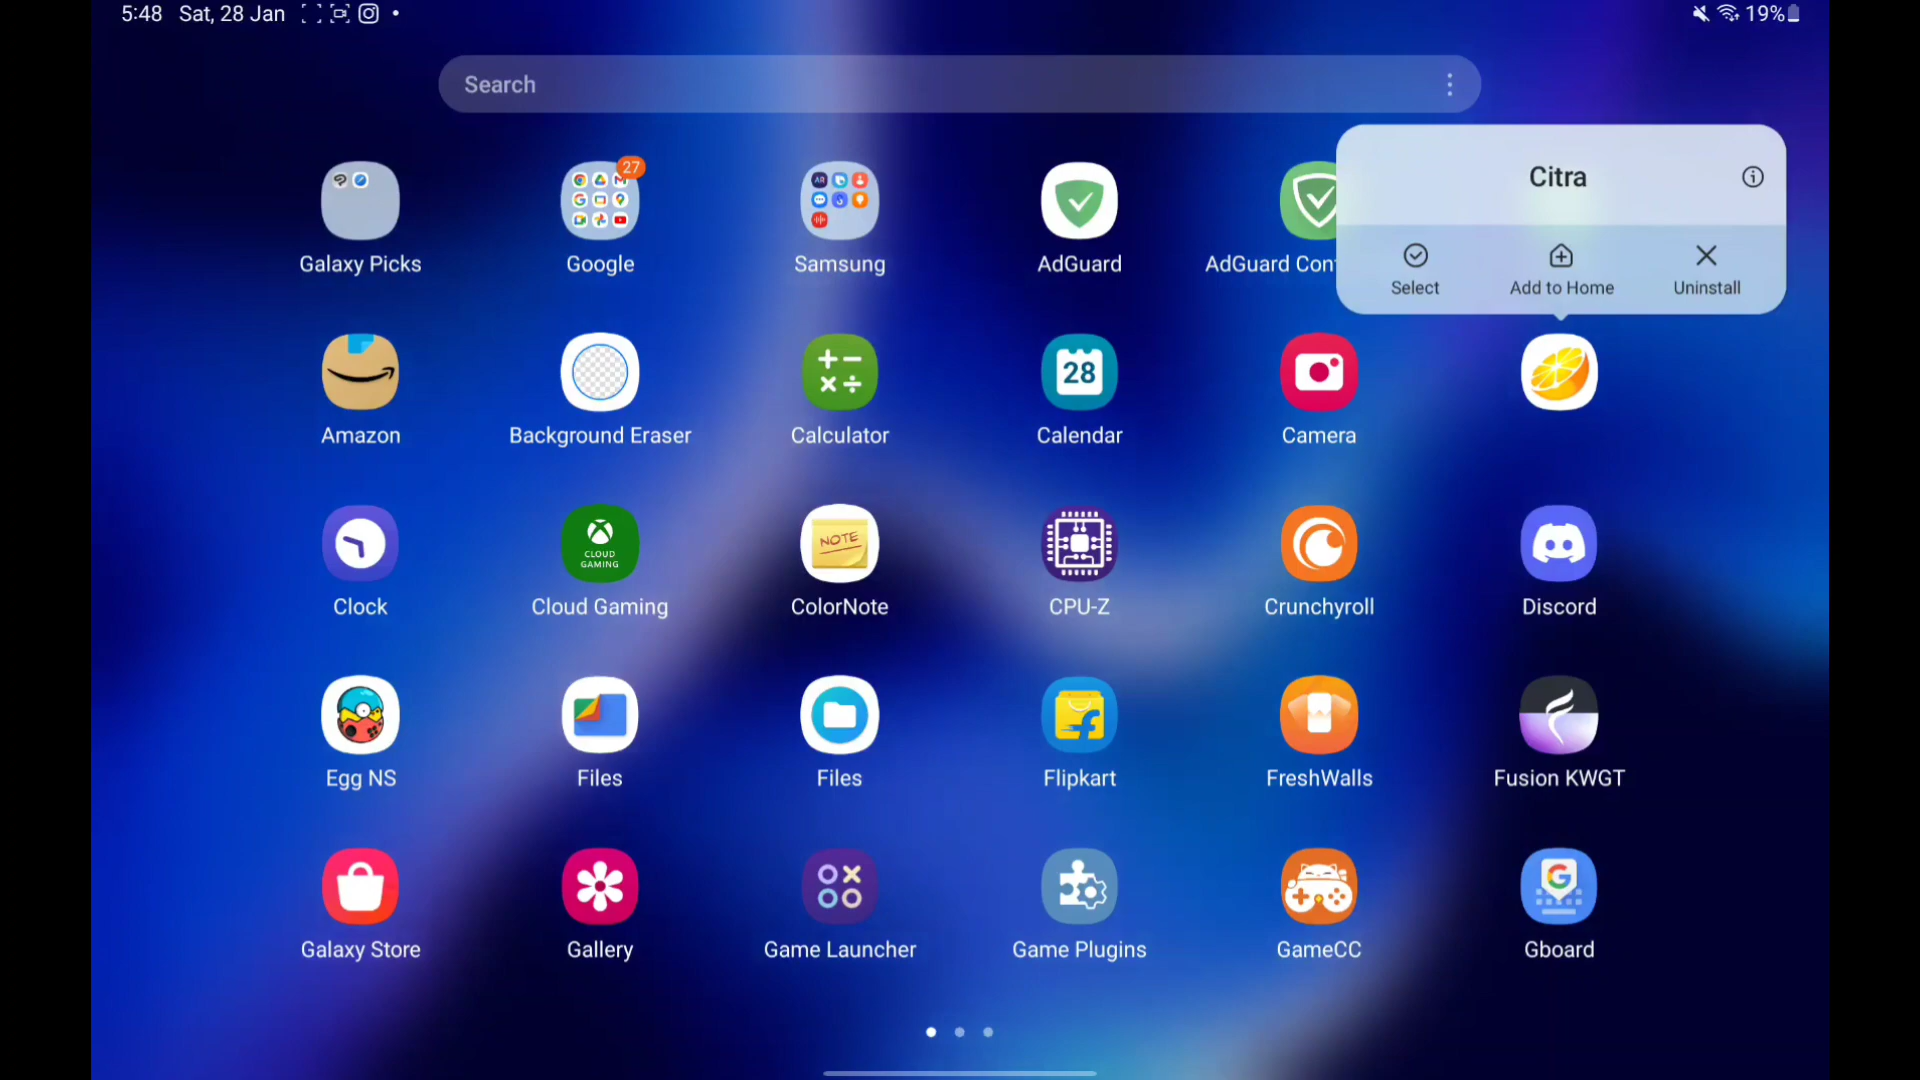 5:48 Sat, 28 Jan
19%
Search
Citra
Select Add to Home Uninstall
27
AR
Galaxy Picks Google Samsung AdGuard AdGuard Con
28
Amazon Background Eraser Calculator Calendar Camera
CLOUD
GAMING
NOTE
Clock Cloud Gaming ColorNote CPU-Z Crunchyroll Discord
Egg NS Files Files Flipkart FreshWalls Fusion KWGT
Galaxy Store Gallery Game Launcher Game Plugins GameCC Gboard